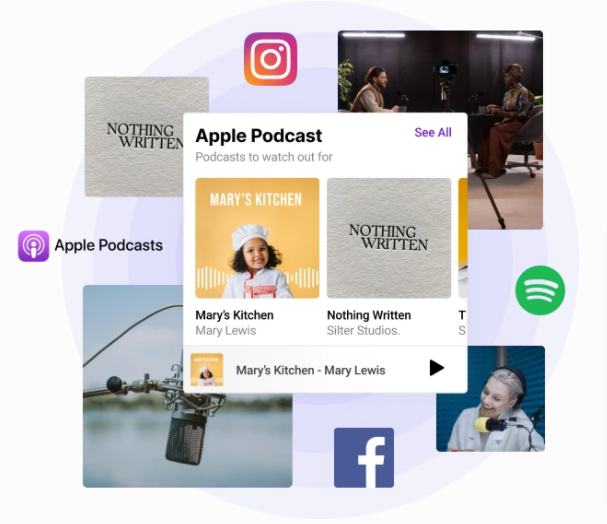 NOTHING
WRITTEN
Apple Podcast
See All
Podcasts to watch out for
Apple Podcasts
MARY'S KITCHEN
NOTHING
WRITTEN
Mary's Kitchen
Mary Lewis
Nothing Written
Silter Studios.
T
S
Mary's Kitchen - Mary Lewis